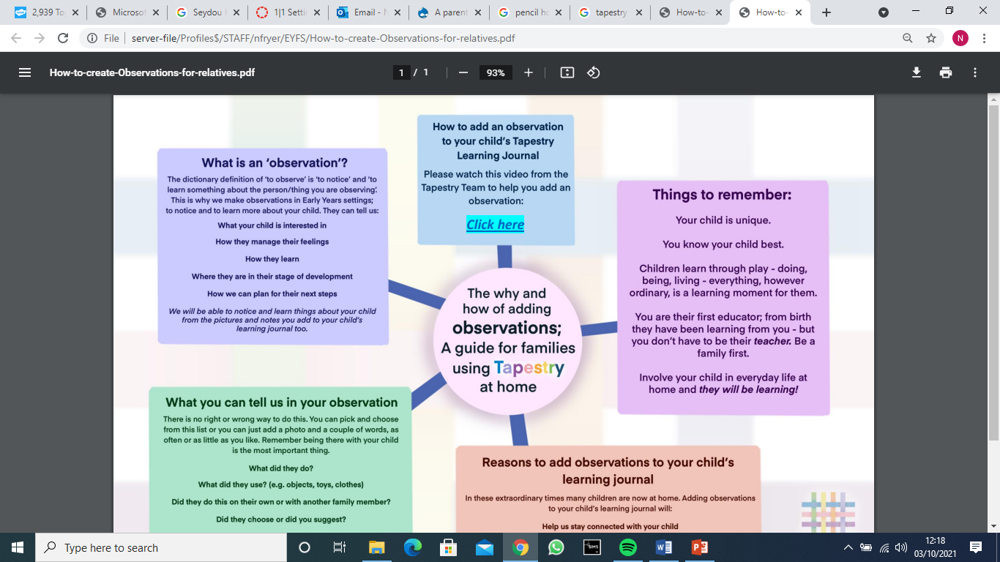 2,939 Top
Microsof
Seydou
1|1 Setti
Email - N
A parent
pencil ho
tapestry
How-to-
How-to-
File
server-file/Profiles$/STAFF/nfryer/EYFS/How-to-create-Observations-for-relatives.pdf
N
How-to-create-Observations-for-relatives.pdf
1 / 1
93%
How to add an observation
to your child's Tapestry
Learning Journal
Please watch this video from the
Tapestry Team to help you add an
observation:
Click here
What is an 'observation'?
The dictionary definition of 'to observe' is 'to notice' and 'to
learn something about the person/thing you are observing'.
This is why we make observations in Early Years settings;
to notice and to learn more about your child. They can tell us:
What your child is interested in
How they manage their feelings
How they learn
Where they are in their stage of development
How we can plan for their next steps
We will be able to notice and learn things about your child
from the pictures and notes you add to your child's
learning journal too.
Things to remember:
Your child is unique.
You know your child best.
Children learn through play - doing,
being, living - everything, however
ordinary, is a learning moment for them.
You are their first educator; from birth
they have been learning from you - but
you don't have to be their teacher. Be a
family first.
Involve your child in everyday life at
home and they will be learning!
The why and
how of adding
observations;
A guide for families
using Tapestry
at home
What you can tell us in your observation
There is no right or wrong way to do this. You can pick and choose
from this list or you can just add a photo and a couple of words, as
often or as little as you like. Remember being there with your child
is the most important thing.
What did they do?
What did they use? (e.g. objects, toys, clothes)
Did they do this on their own or with another family member?
Did they choose or did you suggest?
Reasons to add observations to your child's
learning journal
In these extraordinary times many children are now at home. Adding observations
to your child's learning journal will:
Help us stay connected with your child
Type here to search
SIMS
12:18
03/10/2021